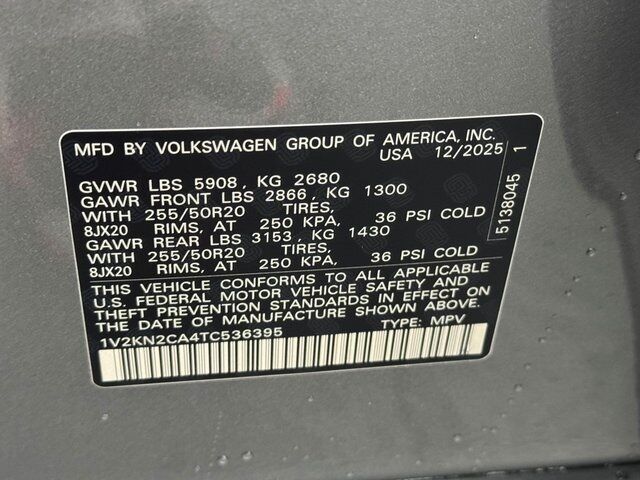 MFD BY VOLKSWAGEN GROUP OF AMERICA, INC.
USA 12/2025
GVWR LBS 5908, KG 2680
GAWR FRONT LBS 2866, KG 1300
WITH 255/50R20 TIRES,
8JX20 RIMS, AT 250 KPA, 36 PSI COLD
GAWR REAR LBS 3153, KG 1430
WITH 255/50R20 TIRES,
8JX20 RIMS, AT 250 KPA, 36 PSI COLD
THIS VEHICLE CONFORMS TO ALL APPLICABLE
U.S. FEDERAL MOTOR VEHICLE SAFETY AND
THEFT PREVENTION STANDARDS IN EFFECT ON
THE DATE OF MANUFACTURE SHOWN ABOVE.
1V2KN2CA4TC536395 TYPE: MPV
5138045 1